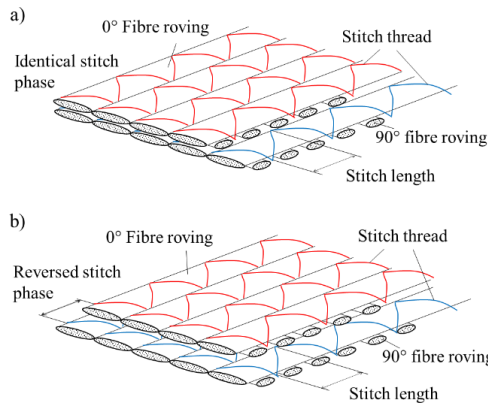 a)
0° Fibre roving
Stitch thread
Identical stitch
phase
90° fibre roving
Stitch length
b)
0° Fibre roving
Stitch thread
Reversed stitch
phase
90° fibre roving
Stitch length